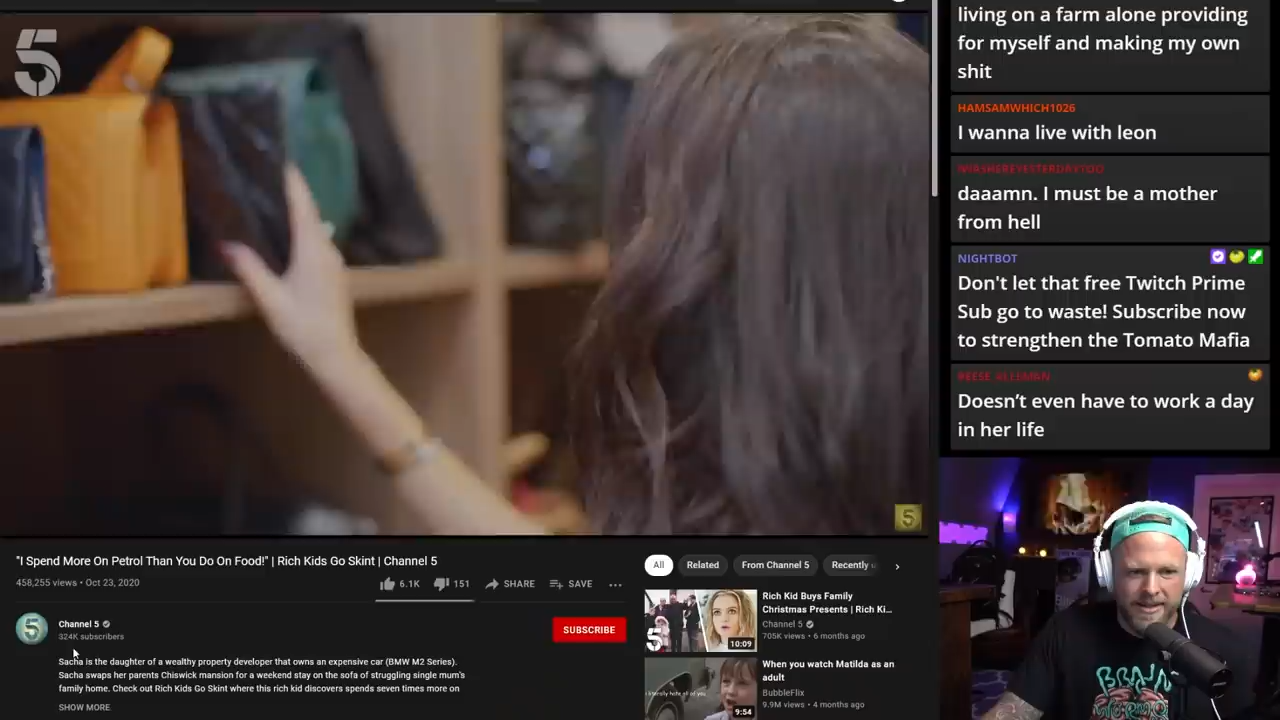 5
5
"I Spend More On Petrol Than You Do On Food!" | Rich Kids Go Skint | Channel 5
458,255 views • Oct 23, 2020
6.1K
151
SHARE
SAVE
Channel 5
324K subscribers
SUBSCRIBE
Sacha is the daughter of a wealthy property developer that owns an expensive car (BMW M2 Series).
Sacha swaps her parents Chiswick mansion for a weekend stay on the sofa of struggling single mum's
family home. Check out Rich Kids Go Skint where this rich kid discovers spends seven times more on
SHOW MORE
All
Related
From Channel 5
Recently u
5
10:09
Rich Kid Buys Family
Christmas Presents | Rich Ki...
Channel 5
705K views • 6 months ago
9:54
When you watch Matilda as an
adult
BubbleFlix
9.9M views • 4 months ago
living on a farm alone providing
for myself and making my own
shit
HAMSAMWHICH1026
I wanna live with leon
daaamn. I must be a mother
from hell
NIGHTBOT
Don't let that free Twitch Prime
Sub go to waste! Subscribe now
to strengthen the Tomato Mafia
Doesn’t even have to work a day
in her life